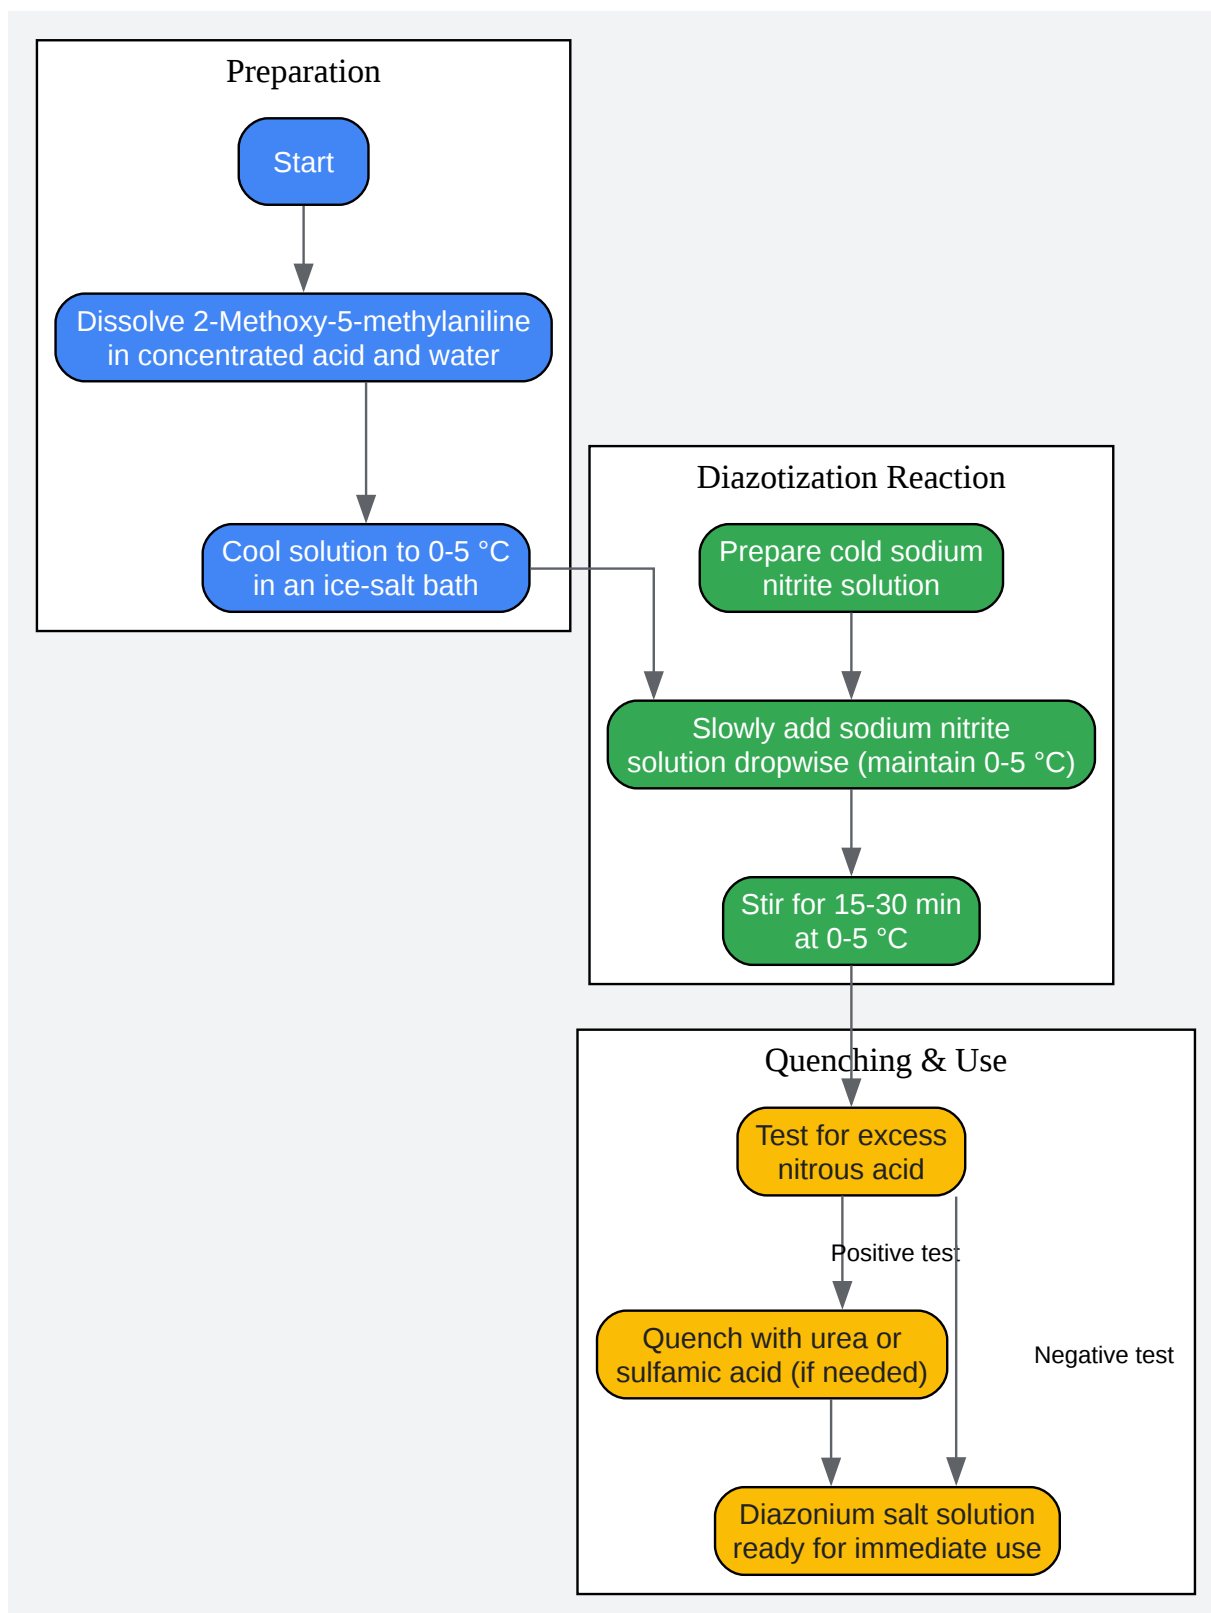 Preparation
Start
Dissolve 2-Methoxy-5-methylaniline
in concentrated acid and water
Cool solution to 0-5 °C
in an ice-salt bath
Diazotization Reaction
Prepare cold sodium
nitrite solution
Slowly add sodium nitrite
solution dropwise (maintain 0-5 °C)
Stir for 15-30 min
at 0-5 °C
Quenching & Use
Test for excess
nitrous acid
Positive test
Quench with urea or
sulfamic acid (if needed)
Negative test
Diazonium salt solution
ready for immediate use